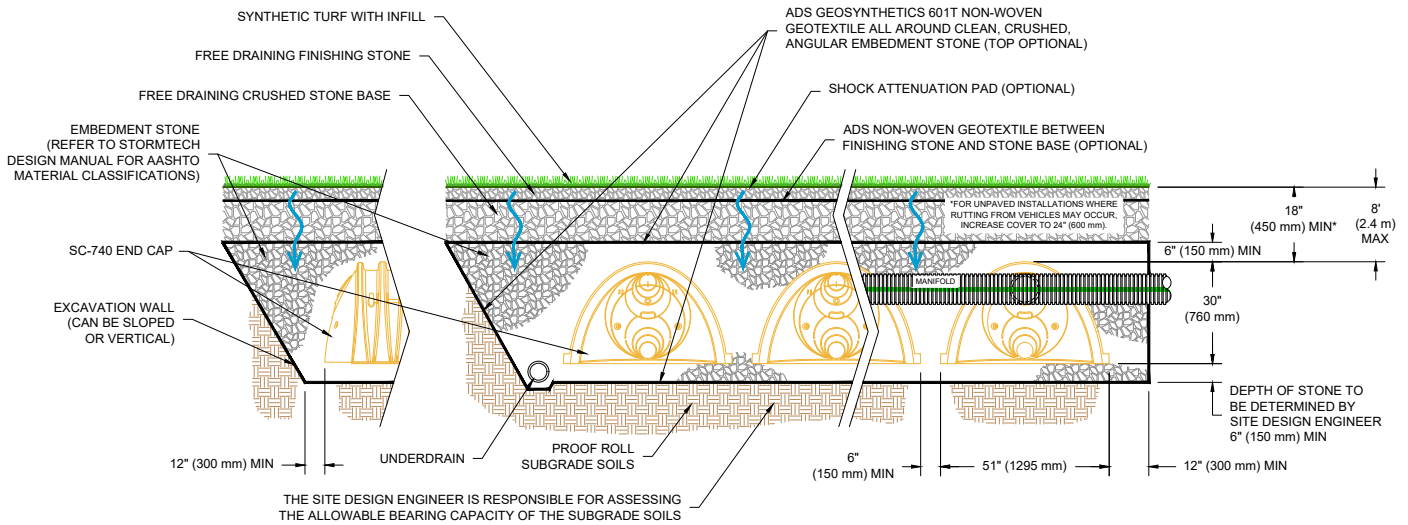 SYNTHETIC TURF WITH INFILL
FREE DRAINING FINISHING STONE
FREE DRAINING CRUSHED STONE BASE
EMBEDMENT STONE
(REFER TO STORMTECH
DESIGN MANUAL FOR AASHTO
MATERIAL CLASSIFICATIONS)
SC-740 END CAP
EXCAVATION WALL
(CAN BE SLOPED
OR VERTICAL)
12" (300 mm) MIN
UNDERDRAIN
PROOF ROLL
SUBGRADE SOILS
THE SITE DESIGN ENGINEER IS RESPONSIBLE FOR ASSESSING
THE ALLOWABLE BEARING CAPACITY OF THE SUBGRADE SOILS
ADS GEOSYNTHETICS 601T NON-WOVEN
GEOTEXTILE ALL AROUND CLEAN, CRUSHED,
ANGULAR EMBEDMENT STONE (TOP OPTIONAL)
SHOCK ATTENUATION PAD (OPTIONAL)
ADS NON-WOVEN GEOTEXTILE BETWEEN
FINISHING STONE AND STONE BASE (OPTIONAL)
*FOR UNPAVED INSTALLATIONS WHERE
RUTTING FROM VEHICLES MAY OCCUR,
INCREASE COVER TO 24" (600 mm).
MANIFOLD
18"
(450 mm) MIN*
8'
(2.4 m)
MAX
6" (150 mm) MIN
30"
(760 mm)
DEPTH OF STONE TO
BE DETERMINED BY
SITE DESIGN ENGINEER
6" (150 mm) MIN
6"
(150 mm) MIN
51" (1295 mm)
12" (300 mm) MIN